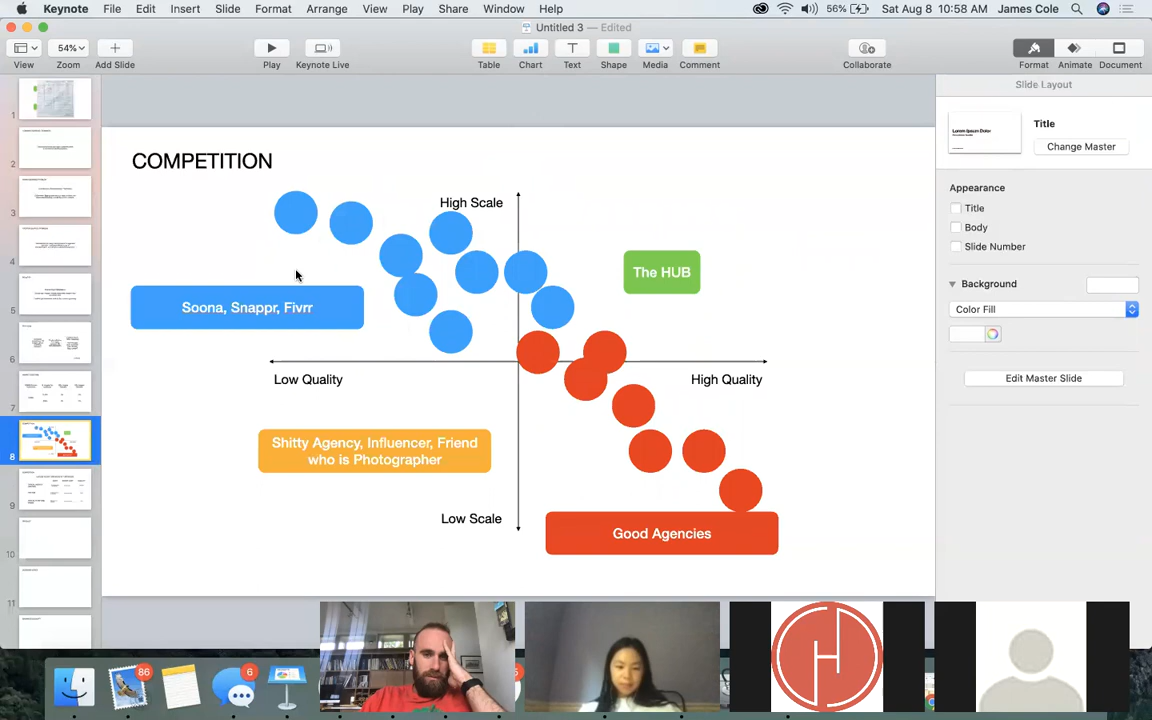 Keynote File Edit Insert Slide Format Arrange View Play Share Window Help 56% Sat Aug 8 10:58 AM James Cole
Untitled 3 — Edited
54%
View Zoom Add Slide Play Keynote Live Table Chart Text Shape Media Comment Collaborate Format Animate Document
Slide Layout
Title
Change Master
Appearance
Title
Body
Slide Number
Background
Color Fill
Edit Master Slide
1
2
3
4
5
6
7
8
9
10
11
COMPETITION
High Scale
The HUB
Soona, Snappr, Fivrr
Low Quality
High Quality
Shitty Agency, Influencer, Friend
who is Photographer
Low Scale
Good Agencies
86
6
H